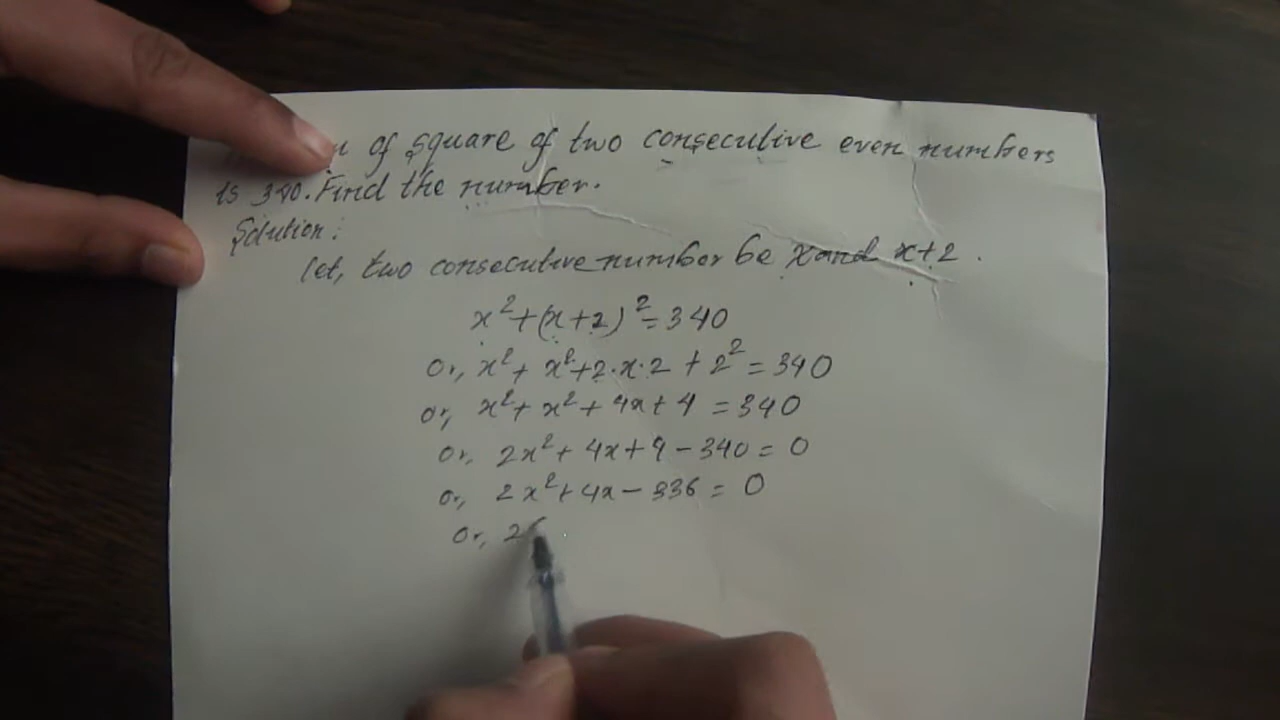 of square of two consecutive even numbers
is 340. Find the number.
Solution:
let, two consecutive number be x and x+2.
x²+(x+2)²=340
Or, x²+x²+2·x·2+2²=340
or, x²+x²+4x+4=340
Or, 2x²+4x+4-340=0
Or, 2x²+4x-336=0
Or, 2(